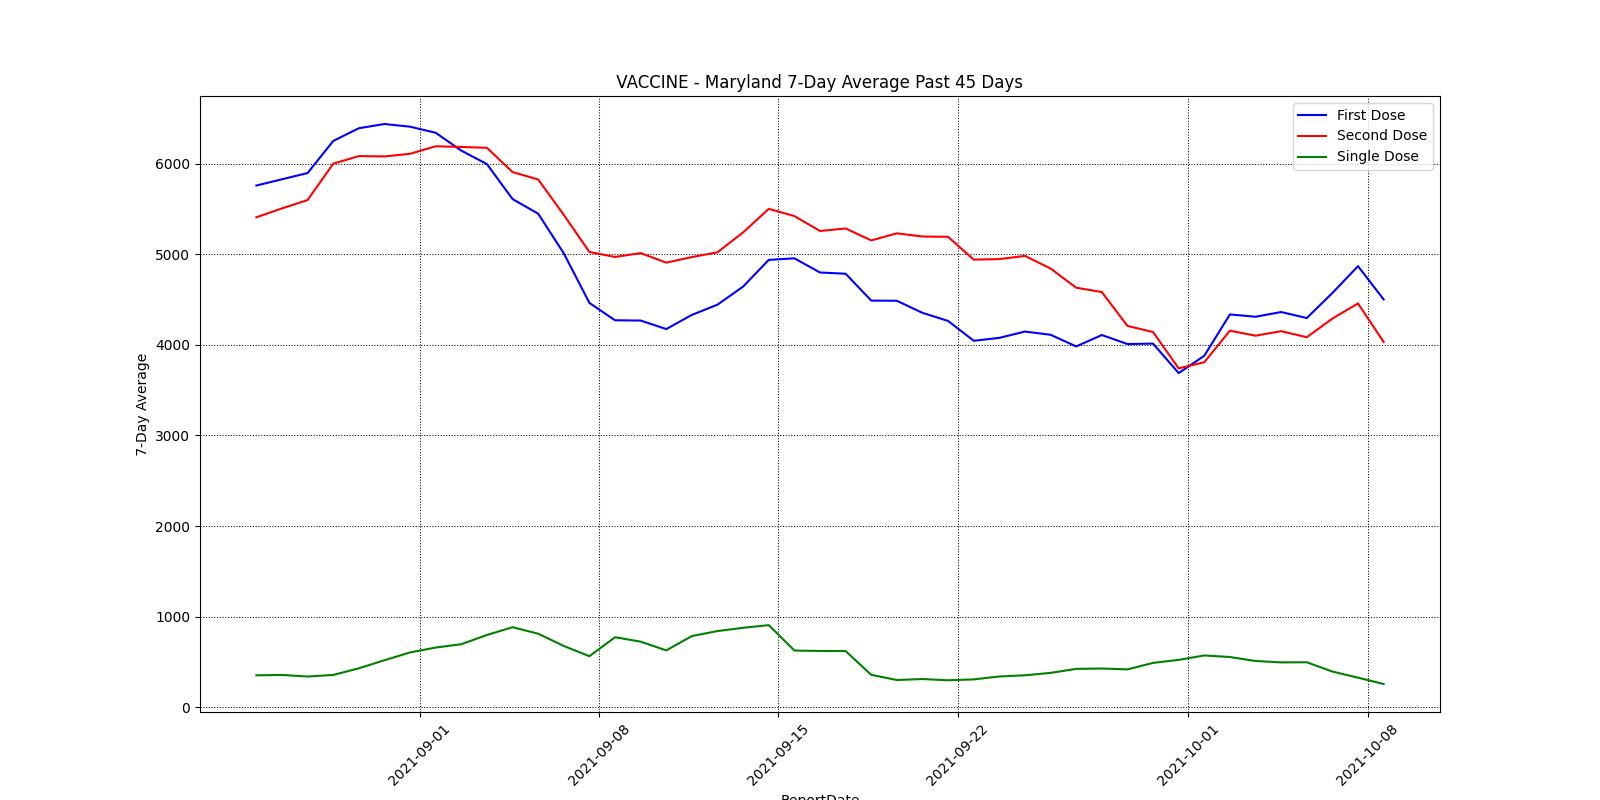 VACCINE - Maryland 7-Day Average Past 45 Days
First Dose
Second Dose
Single Dose
7-Day Average
6000
5000
4000
3000
2000
1000
0
2021-09-01
2021-09-08
2021-09-15
2021-09-22
2021-10-01
2021-10-08
ReportDate